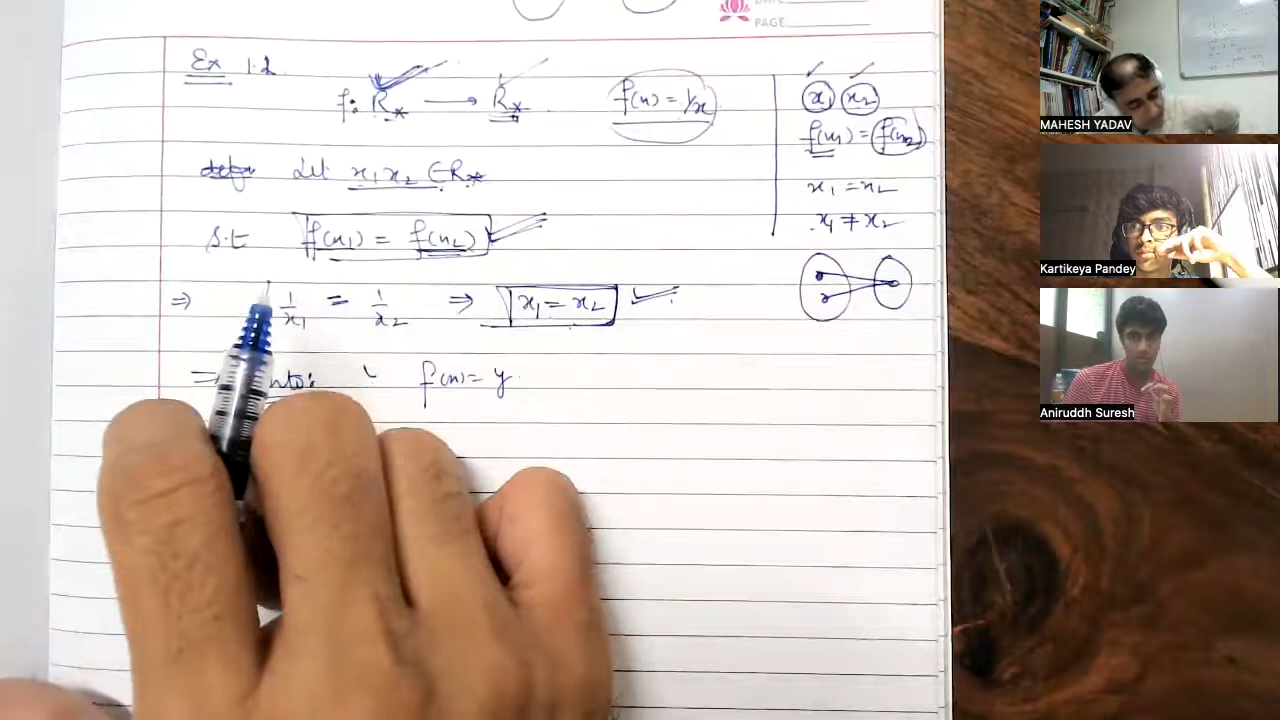 PAGE
Ex 1.2
f: R* → R* f(x) = 1/x
Let x1 x2 ∈ R*
s.t f(x1) = f(x2)
⇒ 1/x1 = 1/x2 ⇒ x1 = x2
⇒ onto: f(x) = y
x1 x2
f(x1) = f(x2)
x1 = x2
x1 ≠ x2
MAHESH YADAV
Kartikeya Pandey
Aniruddh Suresh